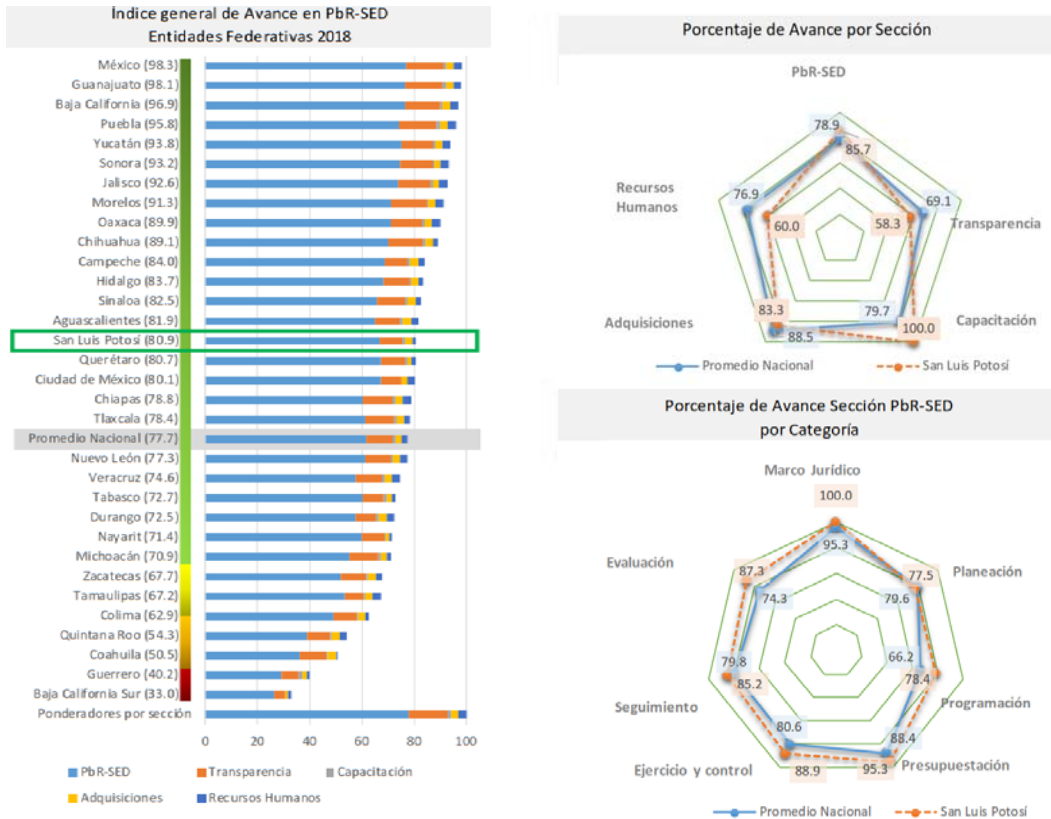 Índice general de Avance en PbR-SED
Entidades Federativas 2018
México (98.3)
Guanajuato (98.1)
Baja California (96.9)
Puebla (95.8)
Yucatán (93.8)
Sonora (93.2)
Jalisco (92.6)
Morelos (91.3)
Oaxaca (89.9)
Chihuahua (89.1)
Campeche (84.0)
Hidalgo (83.7)
Sinaloa (82.5)
Aguascalientes (81.9)
San Luis Potosí (80.9)
Querétaro (80.7)
Ciudad de México (80.1)
Chiapas (78.8)
Tlaxcala (78.4)
Promedio Nacional (77.7)
Nuevo León (77.3)
Veracruz (74.6)
Tabasco (72.7)
Durango (72.5)
Nayarit (71.4)
Michoacán (70.9)
Zacatecas (67.7)
Tamaulipas (67.2)
Colima (62.9)
Quintana Roo (54.3)
Coahuila (50.5)
Guerrero (40.2)
Baja California Sur (33.0)
Ponderadores por sección
0 20 40 60 80 100
PbR-SED Transparencia Capacitación
Adquisiciones Recursos Humanos
Porcentaje de Avance por Sección
PbR-SED
78.9
85.7
Recursos
Humanos
76.9
69.1
60.0
58.3
Transparencia
83.3
79.7
Adquisiciones
88.5
100.0
Capacitación
Promedio Nacional San Luis Potosí
Porcentaje de Avance Sección PbR-SED
por Categoría
Marco Jurídico
100.0
95.3
Evaluación
87.3
77.5
Planeación
74.3
79.6
79.8
66.2
85.2
78.4
Seguimiento
Programación
80.6
88.4
Ejercicio y control
88.9
95.3
Presupuestación
Promedio Nacional San Luis Potosí